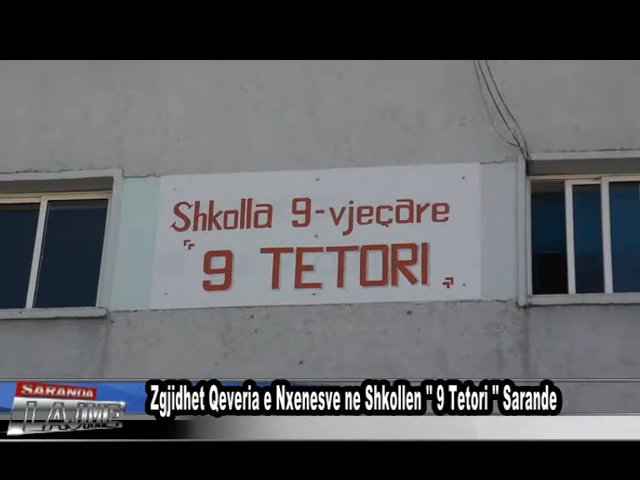 Shkolla 9-vjeçare
"9 TETORI"
SARANDA
LAJME
Zgjidhet Qeveria e Nxenesve ne Shkollen " 9 Tetori " Sarande